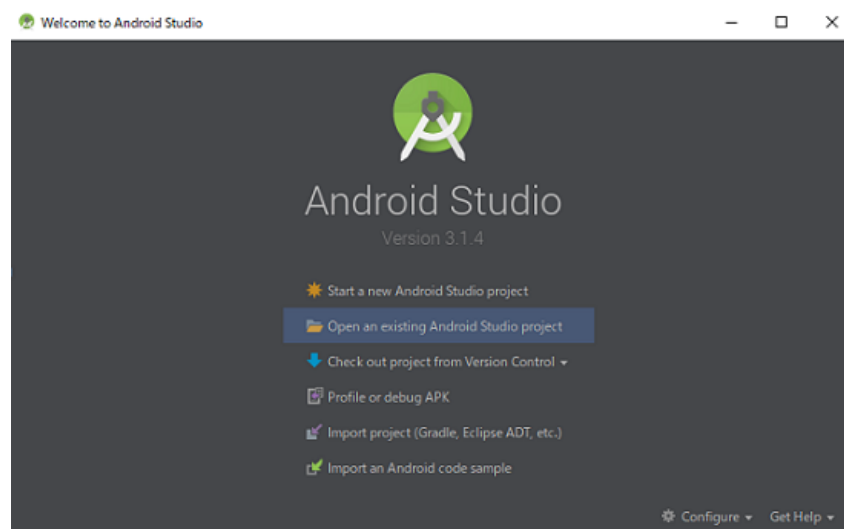 Welcome to Android Studio
Android Studio
Version 3.1.4
Start a new Android Studio project
Open an existing Android Studio project
Check out project from Version Control
Profile or debug APK
Import project (Gradle, Eclipse ADT, etc.)
Import an Android code sample
Configure Get Help